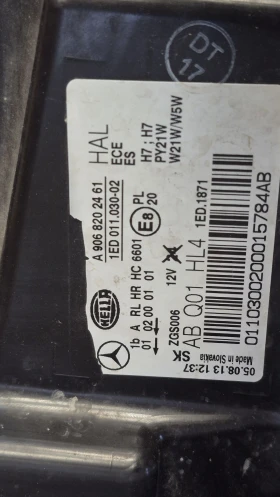 A 906 820 24 61
1ED 011.030-02
HAL
ECE
ES
H7 ; H7
PY21W
W21W/W5W
HELLA
1b A RL HR HC 6601
01 02 00 01 01
E8
PL
20
12V
ZGS006
1ED.1871
AB Q01 HL4
SK
01103002000015784AB
05.08.13 12:37
Made in Slovakia
DT
17